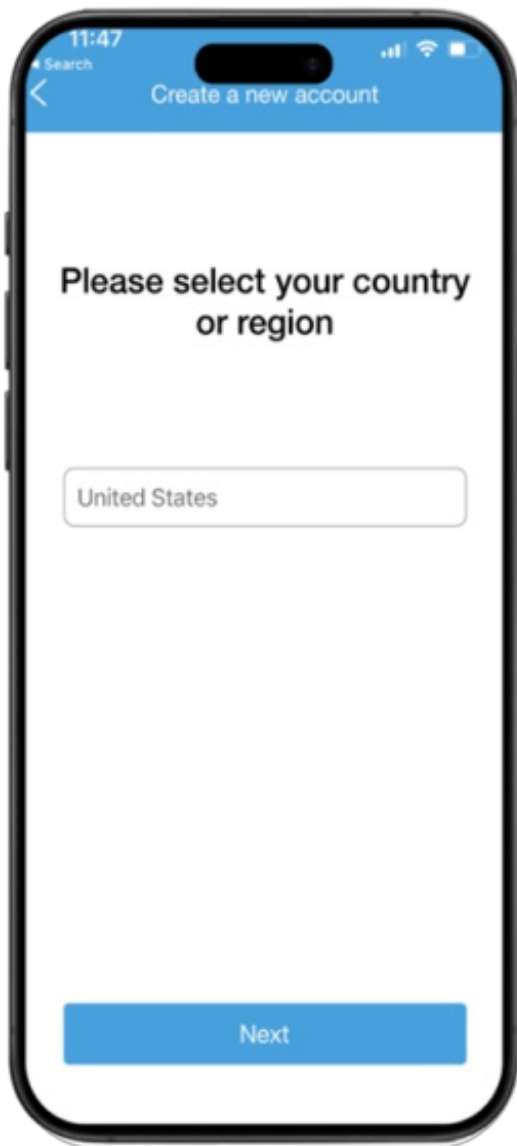 11:47
Search
Create a new account
Please select your country
or region
United States
Next